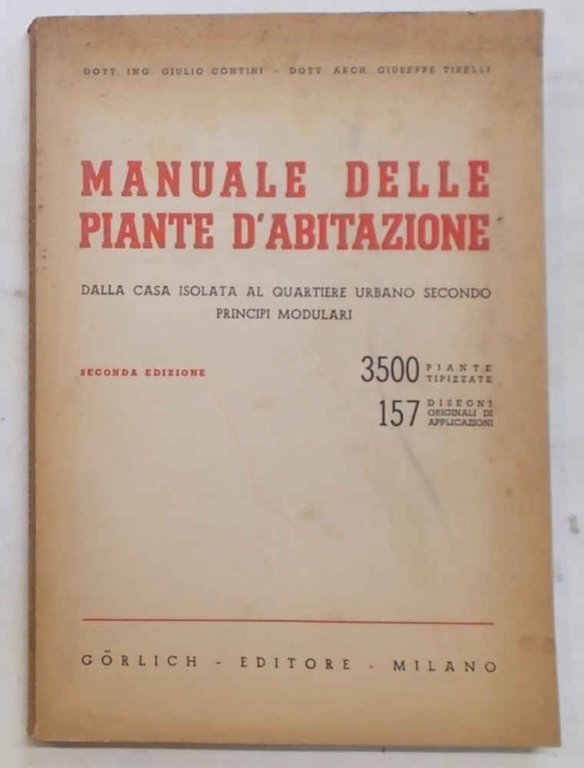 DOTT. ING. GIULIO CONTINI - DOTT. ARCH. GIUSEPPE TIRELLI
MANUALE DELLE
PIANTE D'ABITAZIONE
DALLA CASA ISOLATA AL QUARTIERE URBANO SECONDO
PRINCIPI MODULARI
SECONDA EDIZIONE
3500 PIANTE
TIPIZZATE
157 DISEGNI
ORIGINALI DI
APPLICAZIONI
GÖRLICH - EDITORE - MILANO